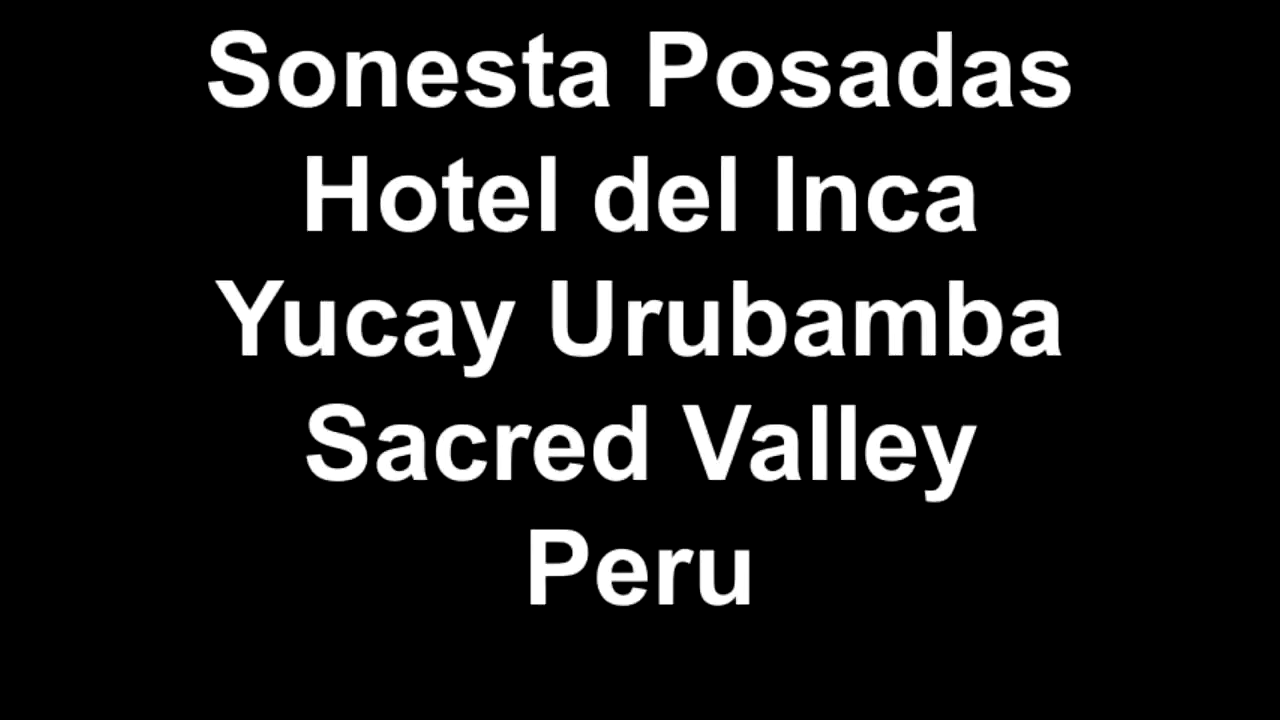 Sonesta Posadas
Hotel del Inca
Yucay Urubamba
Sacred Valley
Peru